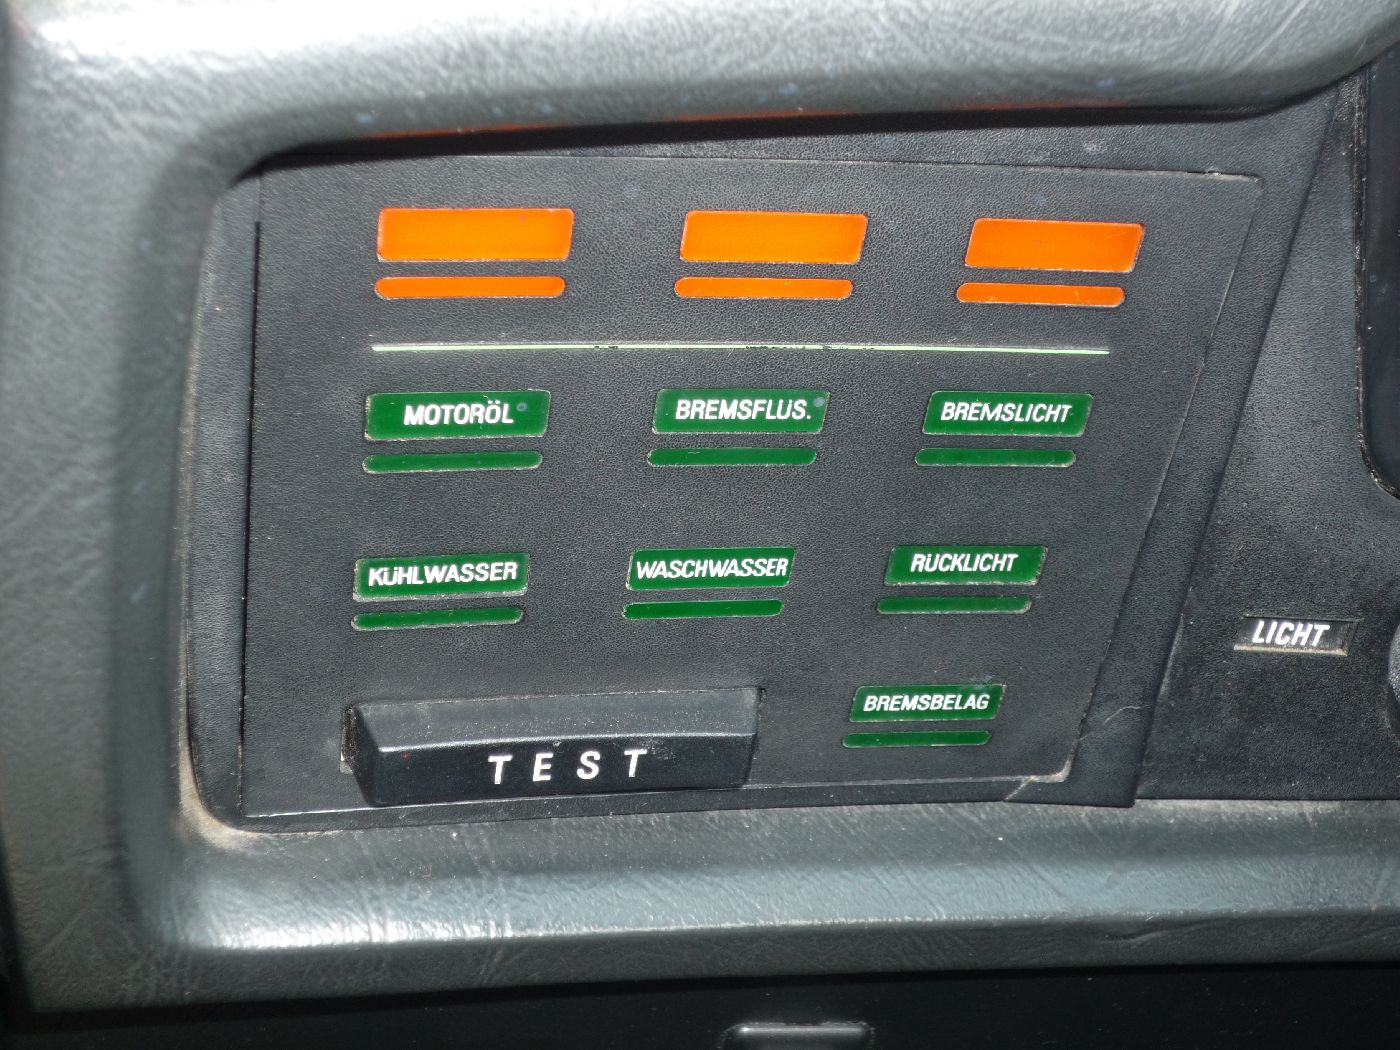 MOTORÖL
BREMSFLUS.
BREMSLICHT
KÜHLWASSER
WASCHWASSER
RÜCKLICHT
BREMSBELAG
TEST
LICHT